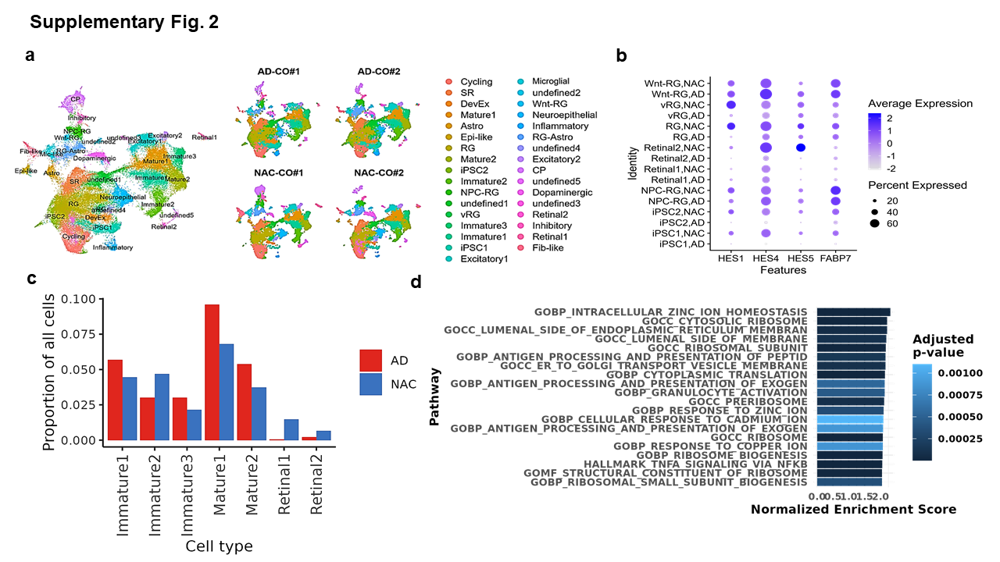 Supplementary Fig. 2
a
CP
Inhibitory
NPC-RG
Wnt-RG
undefined2
undefined3
Excitatory2
Excitatory1
Retinal1
Fib-like
Mic-like
RG-Astro
Dopaminergic
Immature3
Mature1
Epi-like
Astro
SR
undefined1
Immature1
Mature2
RG
Neuroepithelial
Immature2
iPSC2
undefined4
DevEx
undefined5
iPSC1
Retinal2
Cycling
Inflammatory
AD-CO#1
AD-CO#2
NAC-CO#1
NAC-CO#2
Cycling
SR
DevEx
Mature1
Astro
Epi-like
RG
Mature2
iPSC2
Immature2
NPC-RG
undefined1
vRG
Immature3
Immature1
iPSC1
Excitatory1
Microglial
undefined2
Wnt-RG
Neuroepithelial
Inflammatory
RG-Astro
undefined4
Excitatory2
CP
undefined5
Dopaminergic
undefined3
Retinal2
Inhibitory
Retinal1
Fib-like
b
Identity
Wnt-RG,NAC
Wnt-RG,AD
vRG,NAC
vRG,AD
RG,NAC
RG,AD
Retinal2,NAC
Retinal2,AD
Retinal1,NAC
Retinal1,AD
NPC-RG,NAC
NPC-RG,AD
iPSC2,NAC
iPSC2,AD
iPSC1,NAC
iPSC1,AD
HES1 HES4 HES5 FABP7
Features
Average Expression
2
1
0
-1
-2
Percent Expressed
20
40
60
c
Proportion of all cells
0.100
0.075
0.050
0.025
0.000
Immature1
Immature2
Immature3
Mature1
Mature2
Retinal1
Retinal2
Cell type
AD
NAC
d
Pathway
GOBP_INTRACELLULAR_ZINC_ION_HOMEOSTASIS
GOCC_CYTOSOLIC_RIBOSOME
GOCC_LUMENAL_SIDE_OF_ENDOPLASMIC_RETICULUM_MEMBRAN
GOCC_LUMENAL_SIDE_OF_MEMBRANE
GOCC_RIBOSOMAL_SUBUNIT
GOBP_ANTIGEN_PROCESSING_AND_PRESENTATION_OF_PEPTID
GOCC_ER_TO_GOLGI_TRANSPORT_VESICLE_MEMBRANE
GOBP_CYTOPLASMIC_TRANSLATION
GOBP_ANTIGEN_PROCESSING_AND_PRESENTATION_OF_EXOGEN
GOBP_GRANULOCYTE_ACTIVATION
GOCC_PRERIBOSOME
GOBP_RESPONSE_TO_ZINC_ION
GOBP_CELLULAR_RESPONSE_TO_CADMIUM_ION
GOBP_ANTIGEN_PROCESSING_AND_PRESENTATION_OF_EXOGEN
GOCC_RIBOSOME
GOBP_RESPONSE_TO_COPPER_ION
GOBP_RIBOSOME_BIOGENESIS
HALLMARK_TNFA_SIGNALING_VIA_NFKB
GOMF_STRUCTURAL_CONSTITUENT_OF_RIBOSOME
GOBP_RIBOSOMAL_SMALL_SUBUNIT_BIOGENESIS
0.00.51.01.52.0
Normalized Enrichment Score
Adjusted
p-value
0.00100
0.00075
0.00050
0.00025